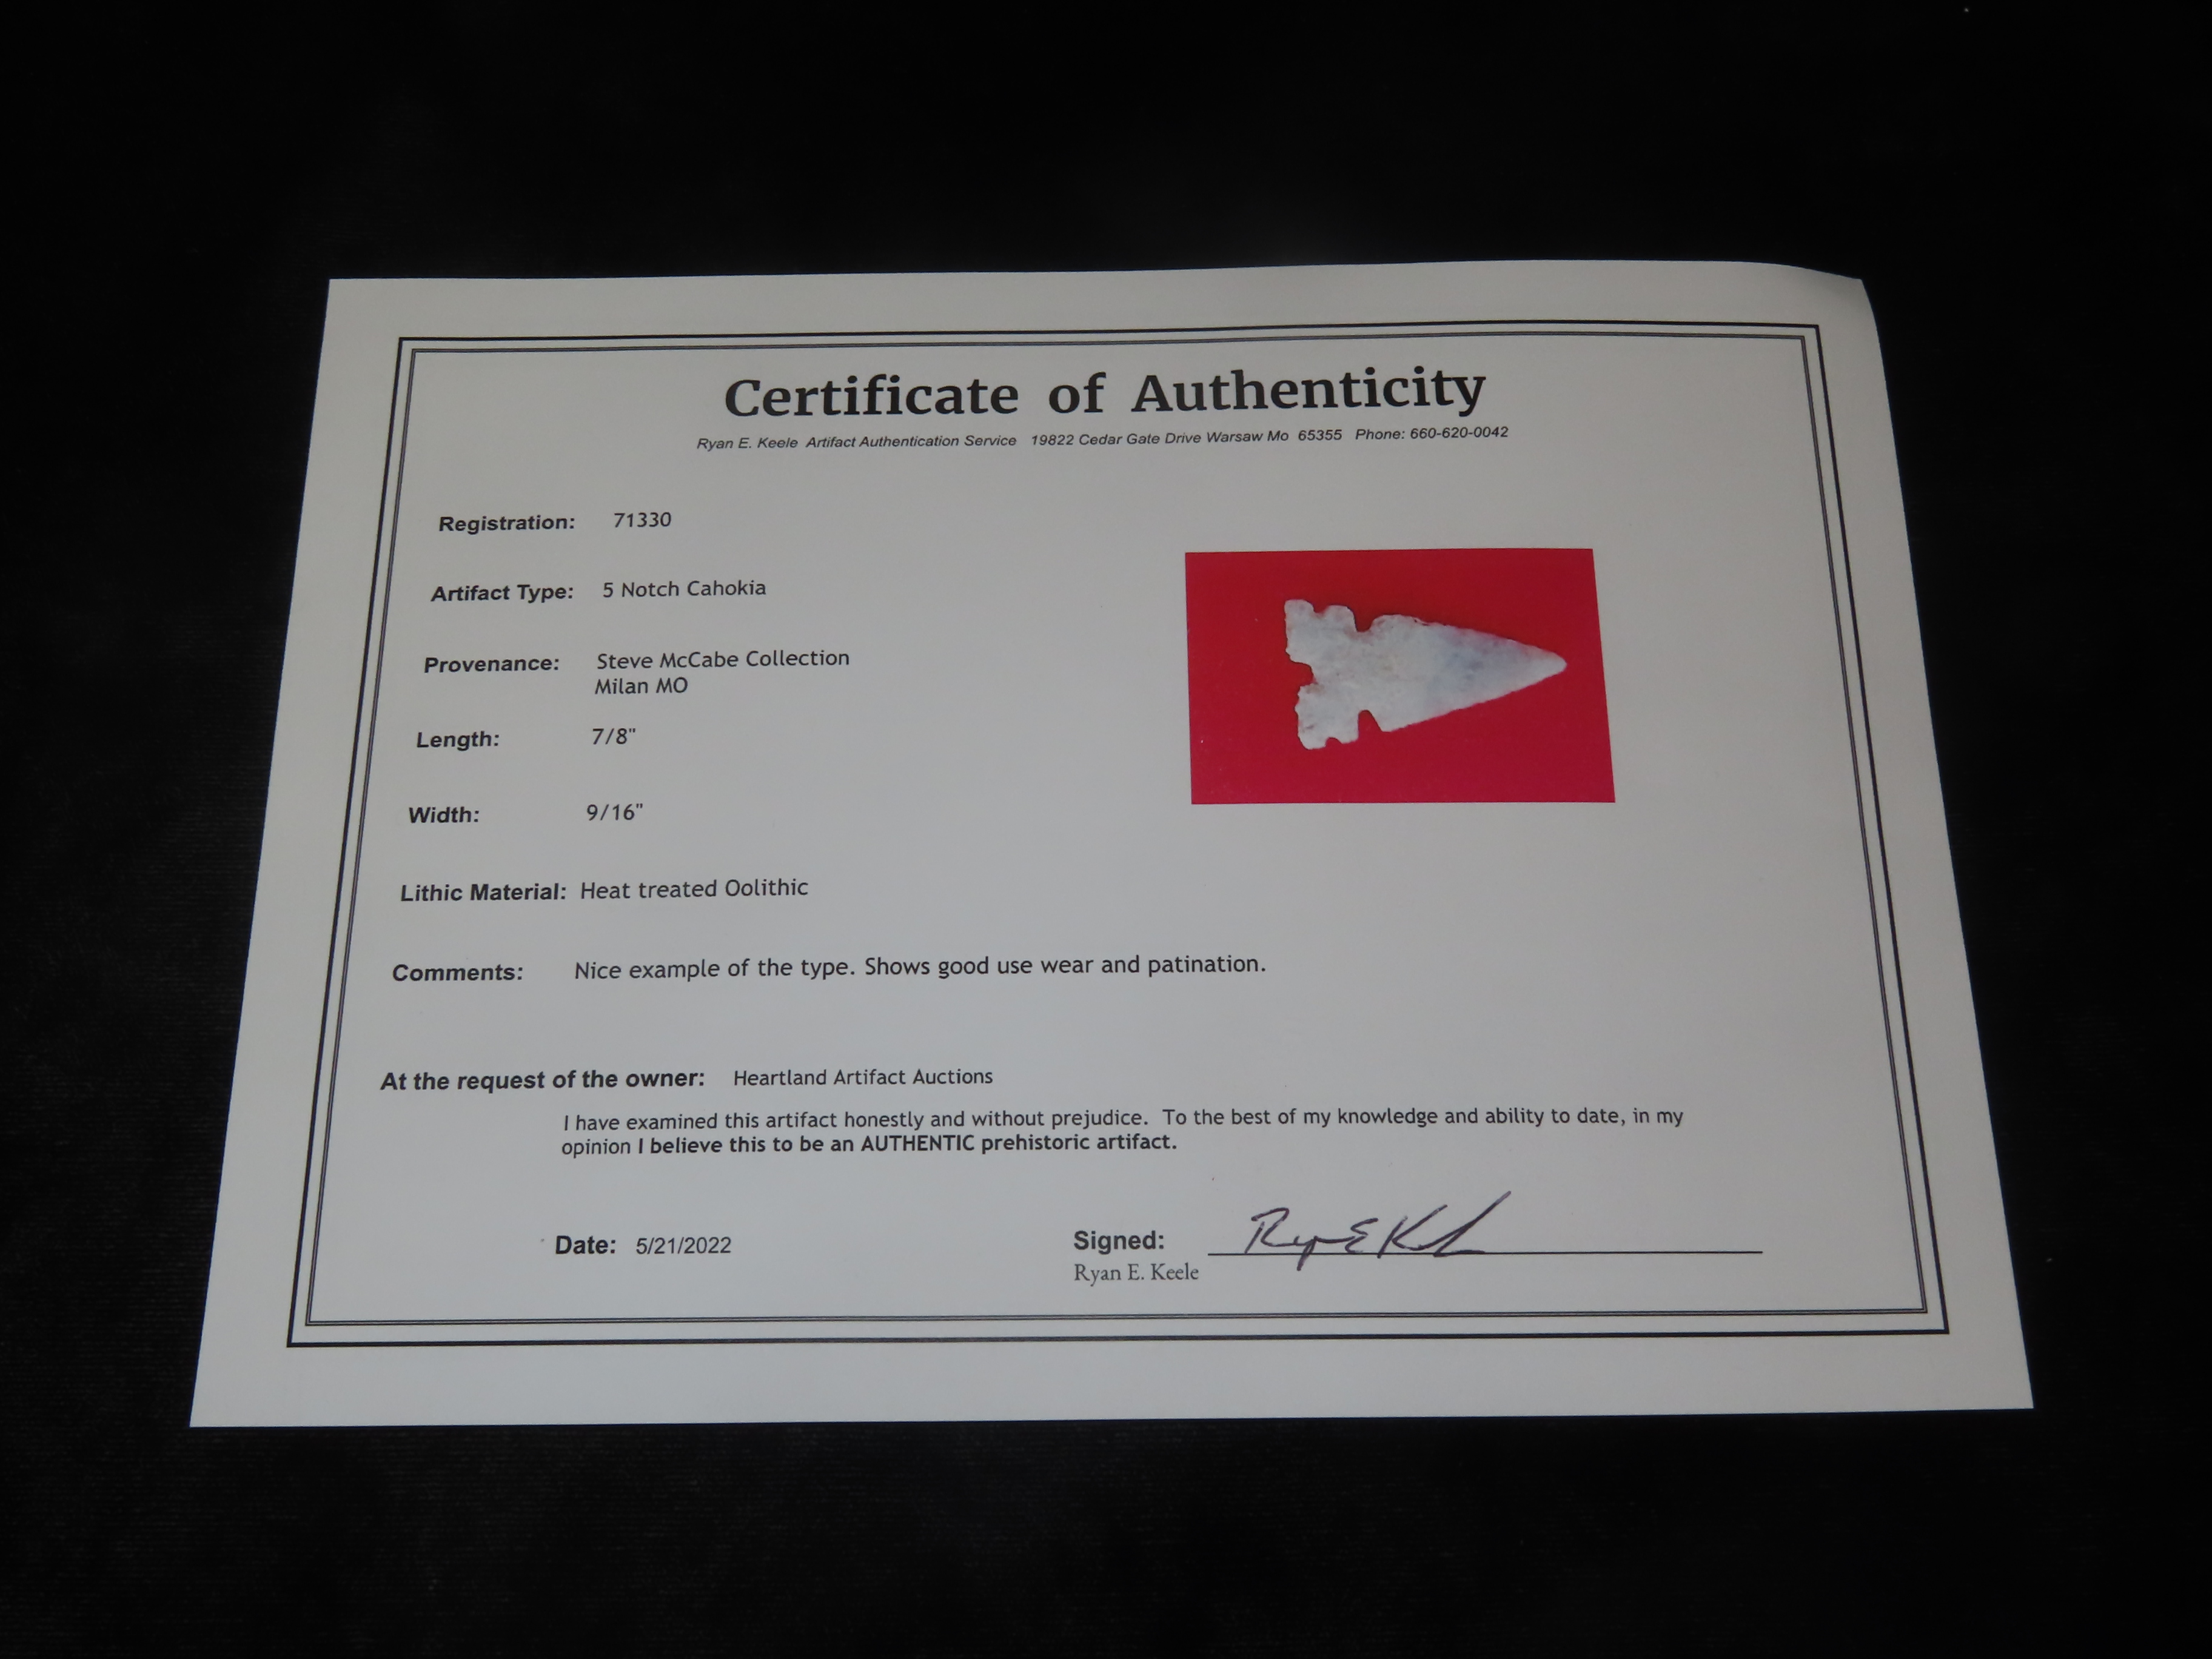 Certificate of Authenticity
Ryan E. Keele Artifact Authentication Service 19822 Cedar Gate Drive Warsaw Mo 65355 Phone: 660-620-0042
Registration: 71330
Artifact Type: 5 Notch Cahokia
Provenance: Steve McCabe Collection
Milan MO
Length: 7/8"
Width: 9/16"
Lithic Material: Heat treated Oolithic
Comments: Nice example of the type. Shows good use wear and patination.
At the request of the owner: Heartland Artifact Auctions
I have examined this artifact honestly and without prejudice. To the best of my knowledge and ability to date, in my
opinion I believe this to be an AUTHENTIC prehistoric artifact.
Date: 5/21/2022
Signed:
Ryan E. Keele